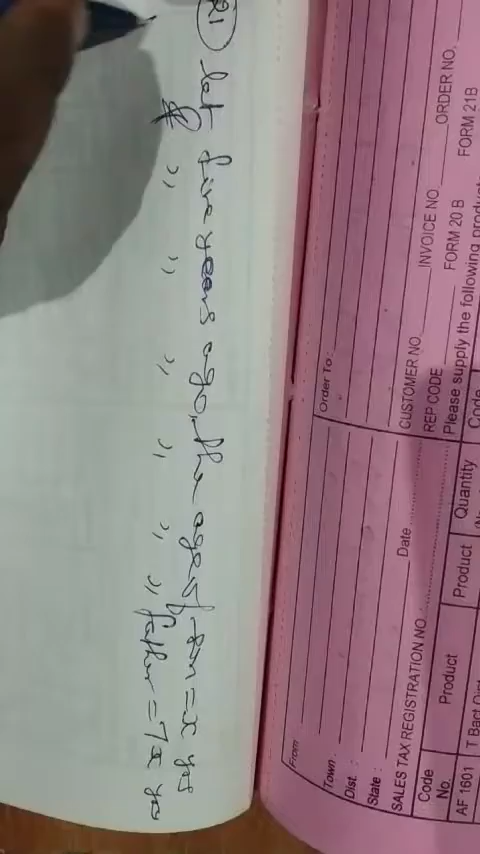 21) let five years ago, the age of son = x yrs
" " " " " " father = 7x yrs
From
Town :
Dist. :
State :
SALES TAX REGISTRATION NO.
Date
Order To :
CUSTOMER NO.
INVOICE NO
ORDER NO.
REP CODE
FORM 20 B
FORM 21B
Please supply the following product
Code No.
Product
Product
Quantity
Code
AF 1601
T Bact Oint